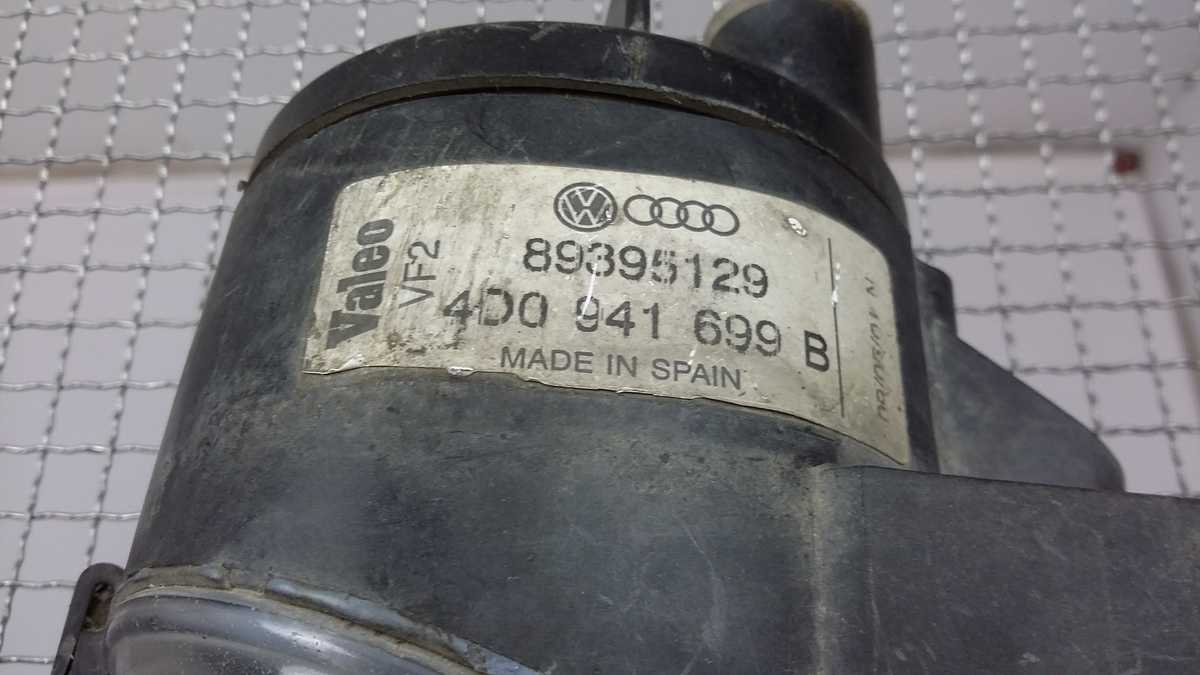 Valeo
VF2
89395129
4D0 941 699 B
MADE IN SPAIN